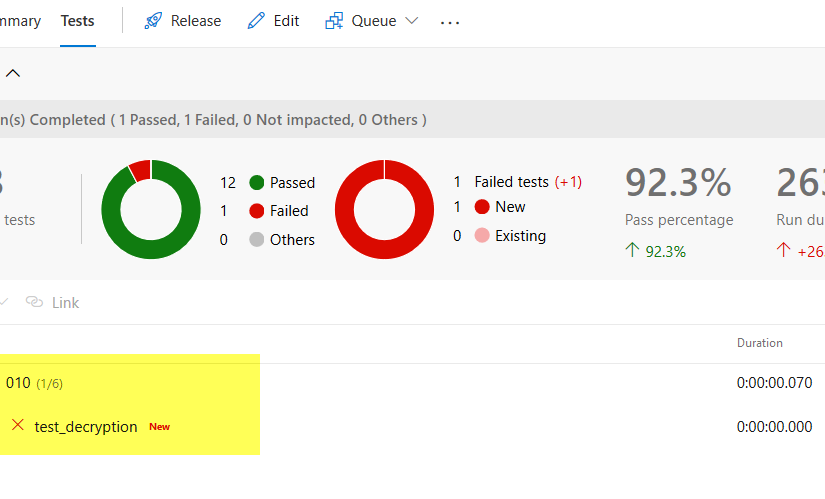 Tests Release Edit Queue ...
n(s) Completed ( 1 Passed, 1 Failed, 0 Not impacted, 0 Others )
12 Passed
1 Failed
0 Others
1 Failed tests (+1)
1 New
0 Existing
92.3%
Pass percentage
92.3%
263
Run du
+26
tests
Link
Duration
010 (1/6) 0:00:00.070
test_decryption New 0:00:00.000